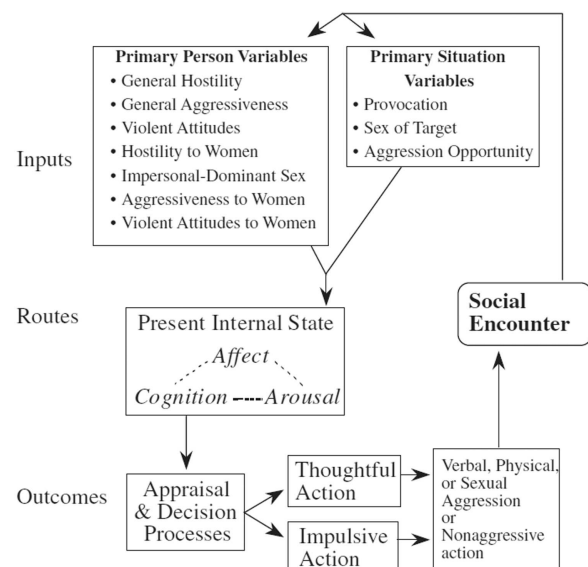 Primary Person Variables
• General Hostility
• General Aggressiveness
• Violent Attitudes
• Hostility to Women
• Impersonal-Dominant Sex
• Aggressiveness to Women
• Violent Attitudes to Women
Primary Situation
Variables
• Provocation
• Sex of Target
• Aggression Opportunity
Inputs
Routes
Present Internal State
Affect
Cognition
Arousal
Social
Encounter
Outcomes
Appraisal
& Decision
Processes
Thoughtful
Action
Impulsive
Action
Verbal, Physical,
or Sexual
Aggression
or
Nonaggressive
action